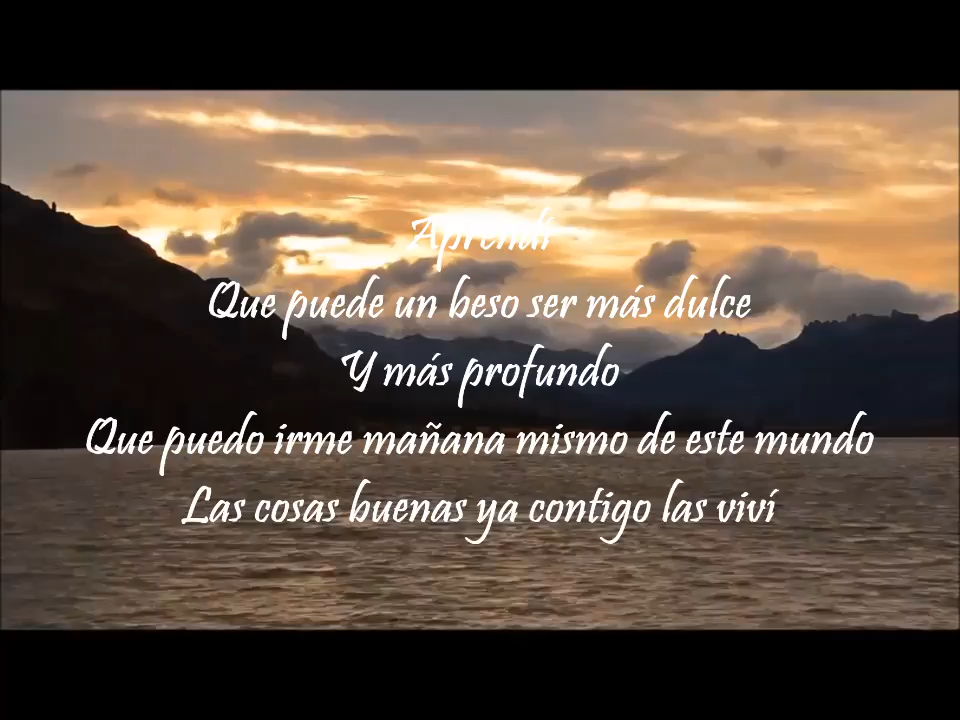 Aprendí
Que puede un beso ser más dulce
Y más profundo
Que puedo irme mañana mismo de este mundo
Las cosas buenas ya contigo las viví